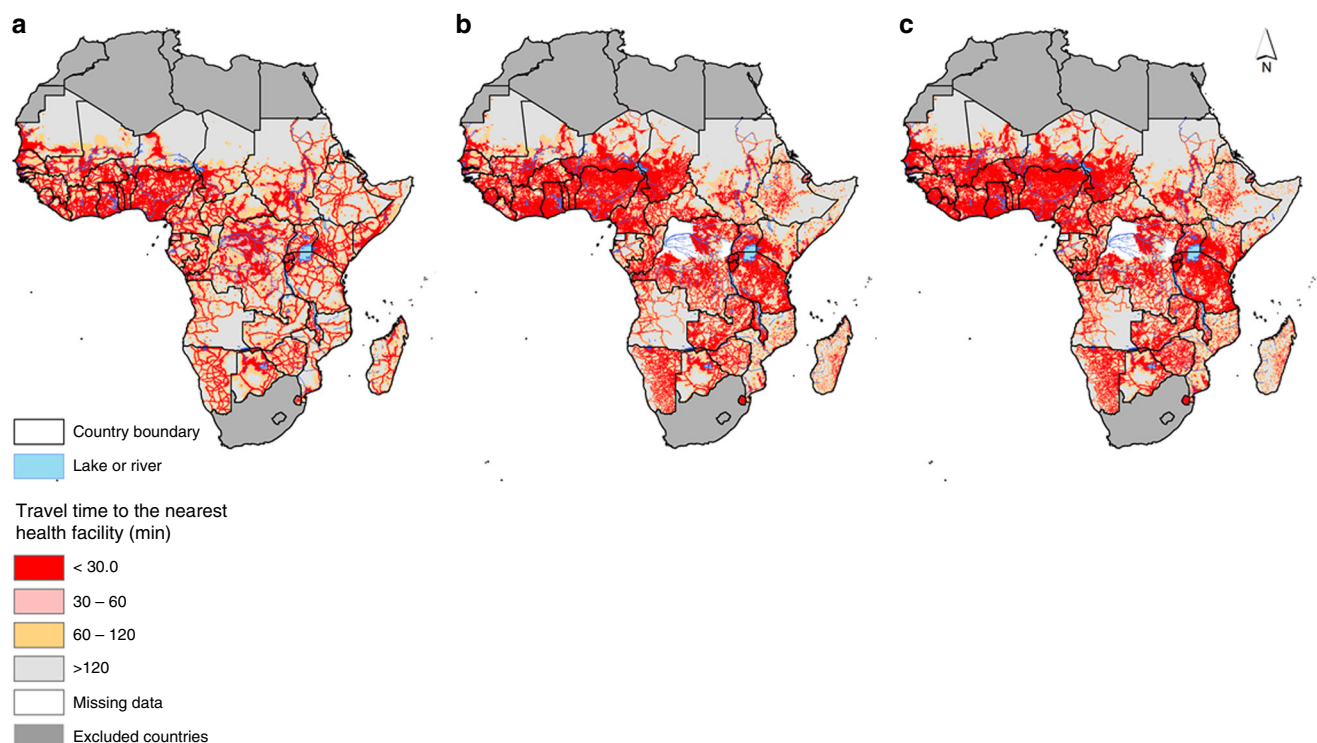 a
b
c
N
Country boundary
Lake or river
Travel time to the nearest
health facility (min)
< 30.0
30 – 60
60 – 120
>120
Missing data
Excluded countries